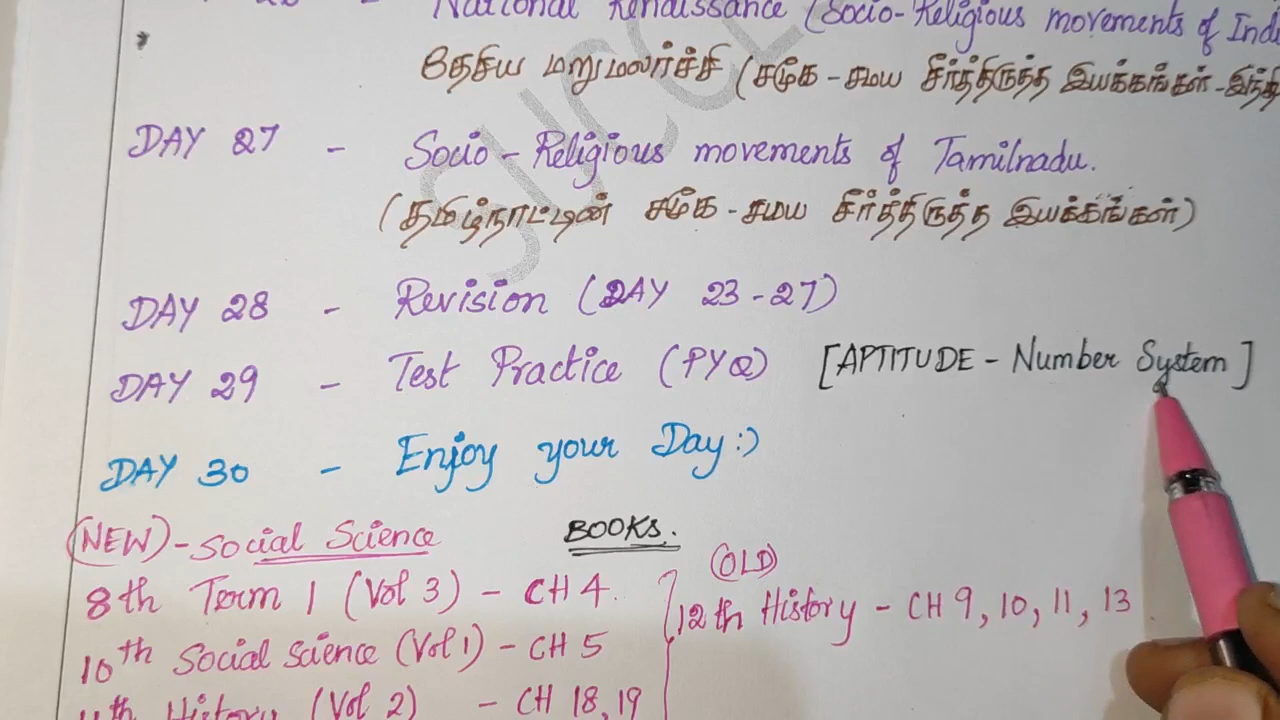 National Renaissance (Socio-Religious movements of Indi
தேசிய மறுமலர்ச்சி (சமூக - சமய சீர்த்திருத்த இயக்கங்கள் - இந்தி
DAY 27 - Socio-Religious movements of Tamilnadu.
(தமிழ்நாட்டின் சமூக - சமய சீர்த்திருத்த இயக்கங்கள்)
DAY 28 - Revision (DAY 23-27)
DAY 29 - Test Practice (PYQ) [APTITUDE - Number System]
DAY 30 - Enjoy your Day:)
(NEW) - Social Science BOOKS.
(OLD)
8th Term 1 (Vol 3) - CH 4.
12th History - CH 9, 10, 11, 13
10th Social Science (Vol 1) - CH 5
11th History (Vol 2) - CH 18, 19